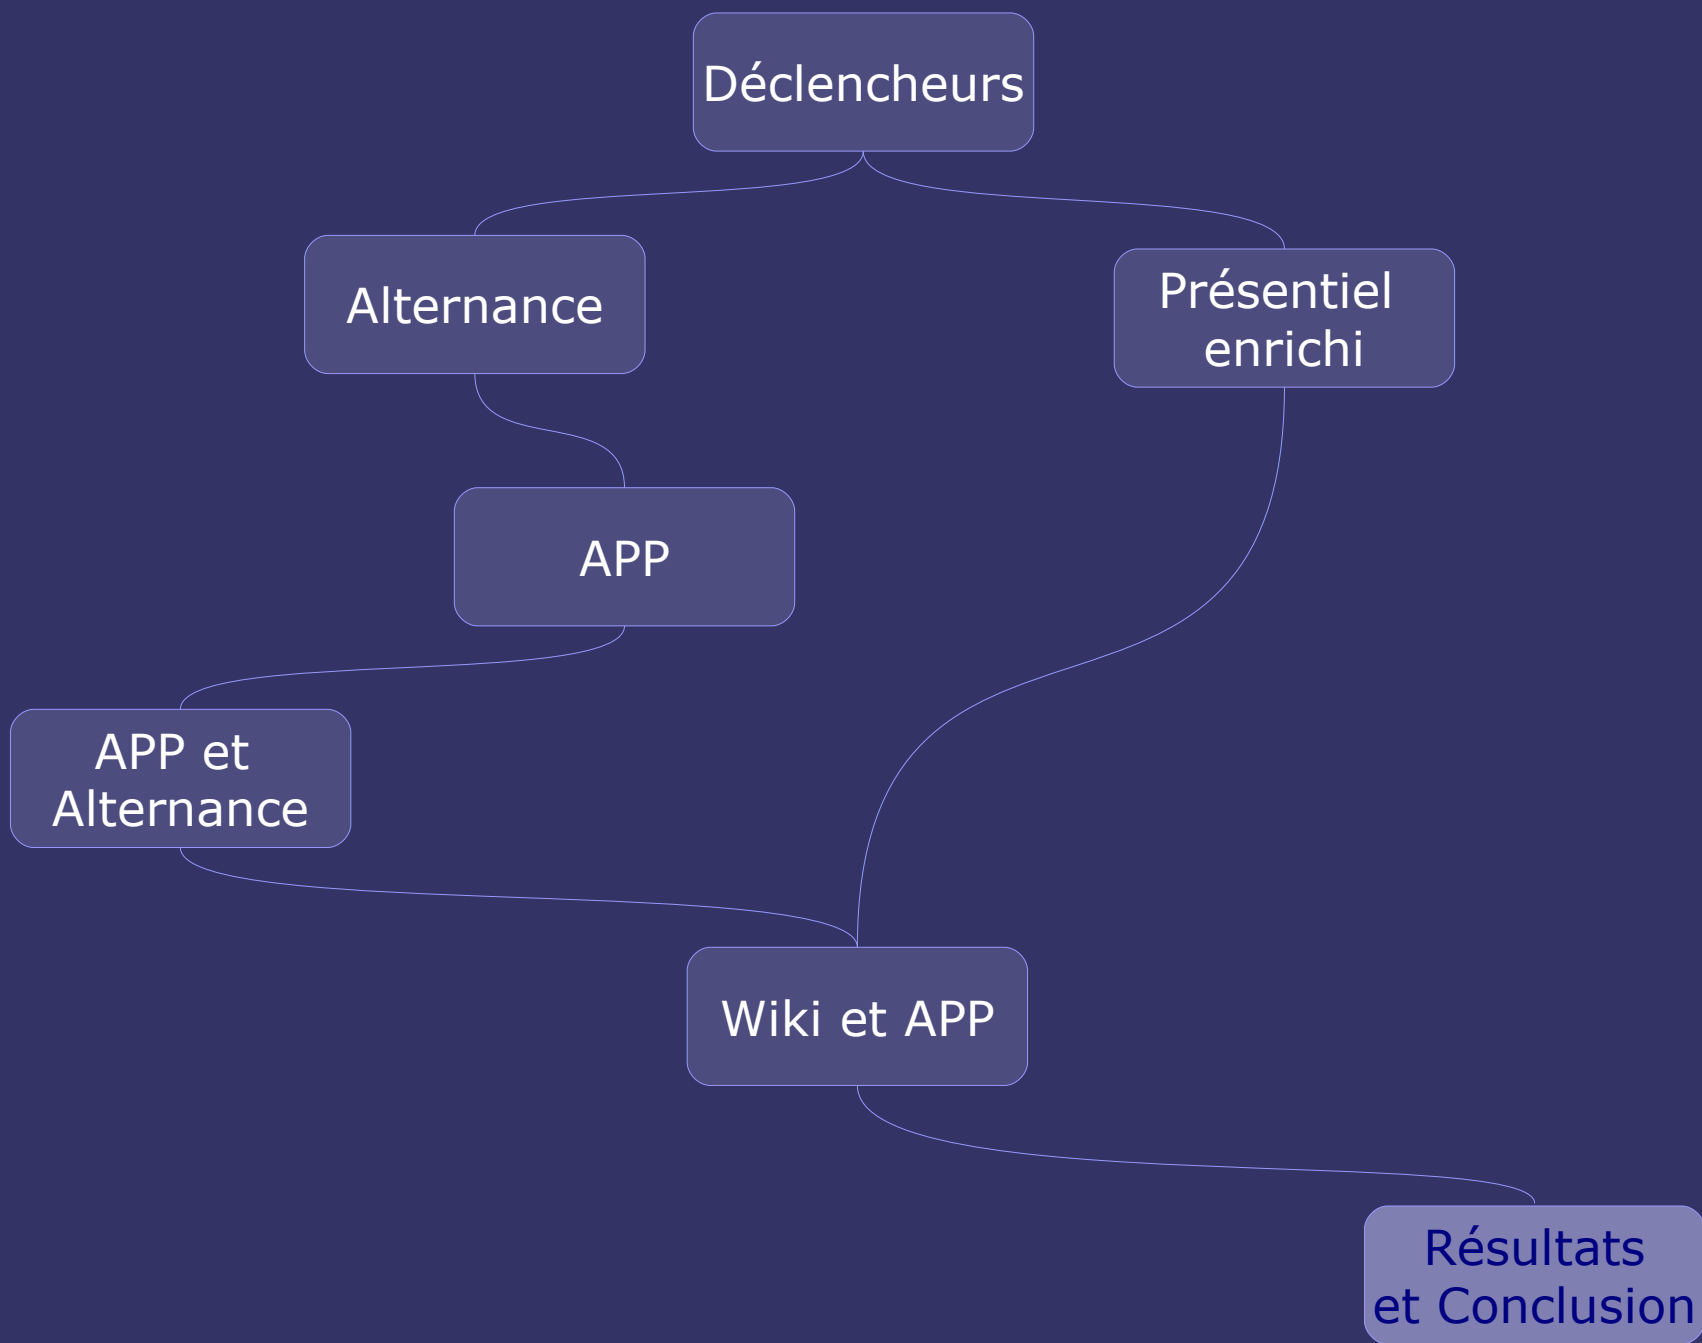 Déclencheurs
Alternance
Présentiel
enrichi
APP
APP et
Alternance
Wiki et APP
Résultats
et Conclusion